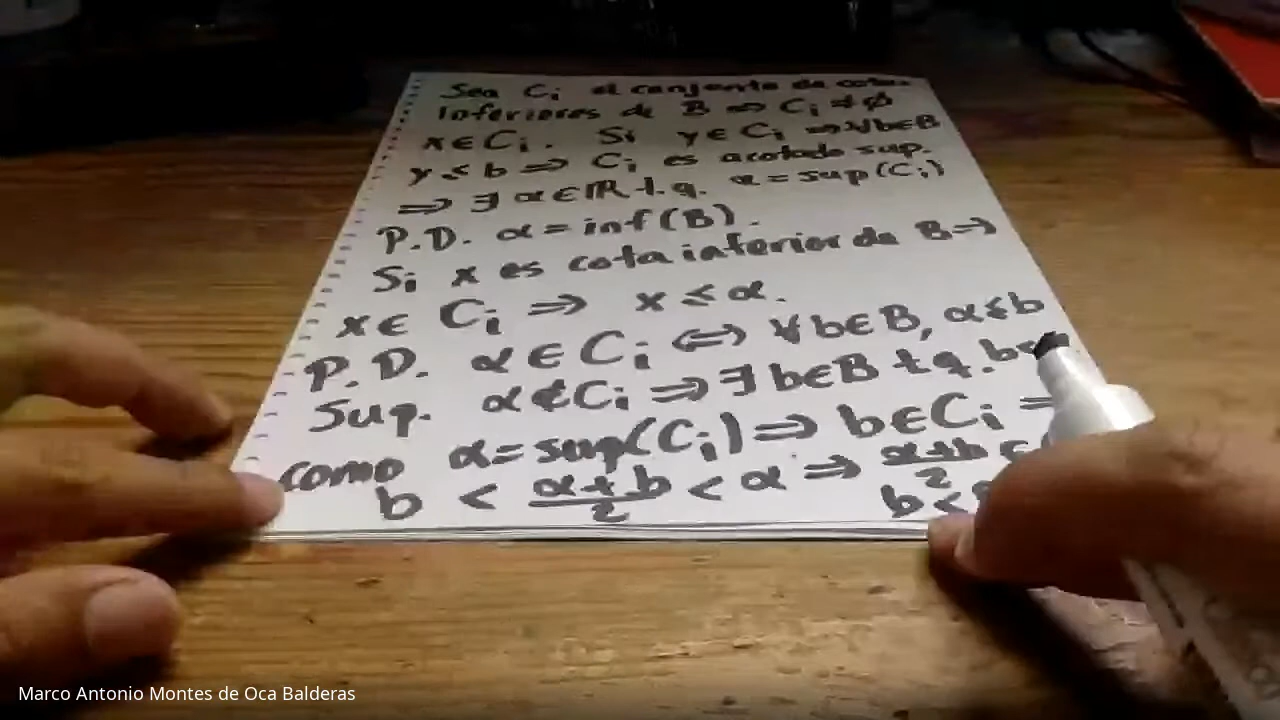 Sea Ci el conjunto de cotas
Inferiores de B ⇒ Ci ≠ ∅
x ∈ Ci. Si y ∈ Ci ⇒ ∀b∈B
y ≤ b ⇒ Ci es acotado sup.
⇒ ∃ α ∈ ℝ t.q. α = sup(Ci)
P.D. α = inf(B).
Si x es cota inferior de B ⇒
x ∈ Ci ⇒ x ≤ α.
P.D. α ∈ Ci ⇔ ∀ b∈B, α ≤ b
Sup. α ∉ Ci ⇒ ∃ b∈B t.q. b
como α = sup(Ci) ⇒ b ∈ Ci =
b < α+b/2 < α ⇒ α+b/2
b <
Marco Antonio Montes de Oca Balderas